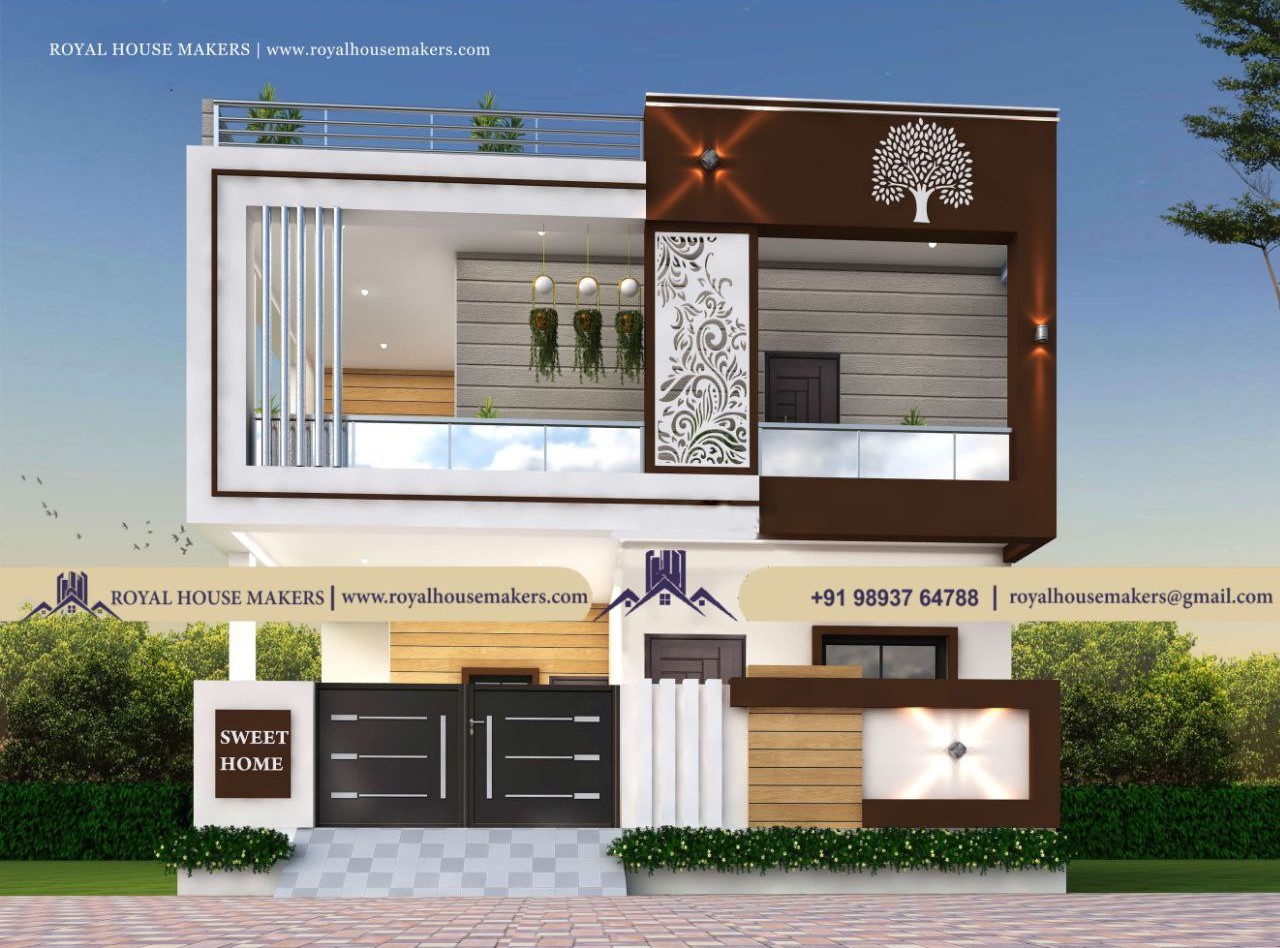 ROYAL HOUSE MAKERS | www.royalhousemakers.com
ROYAL HOUSE MAKERS | www.royalhousemakers.com
+91 98937 64788 | royalhousemakers@gmail.com
SWEET
HOME